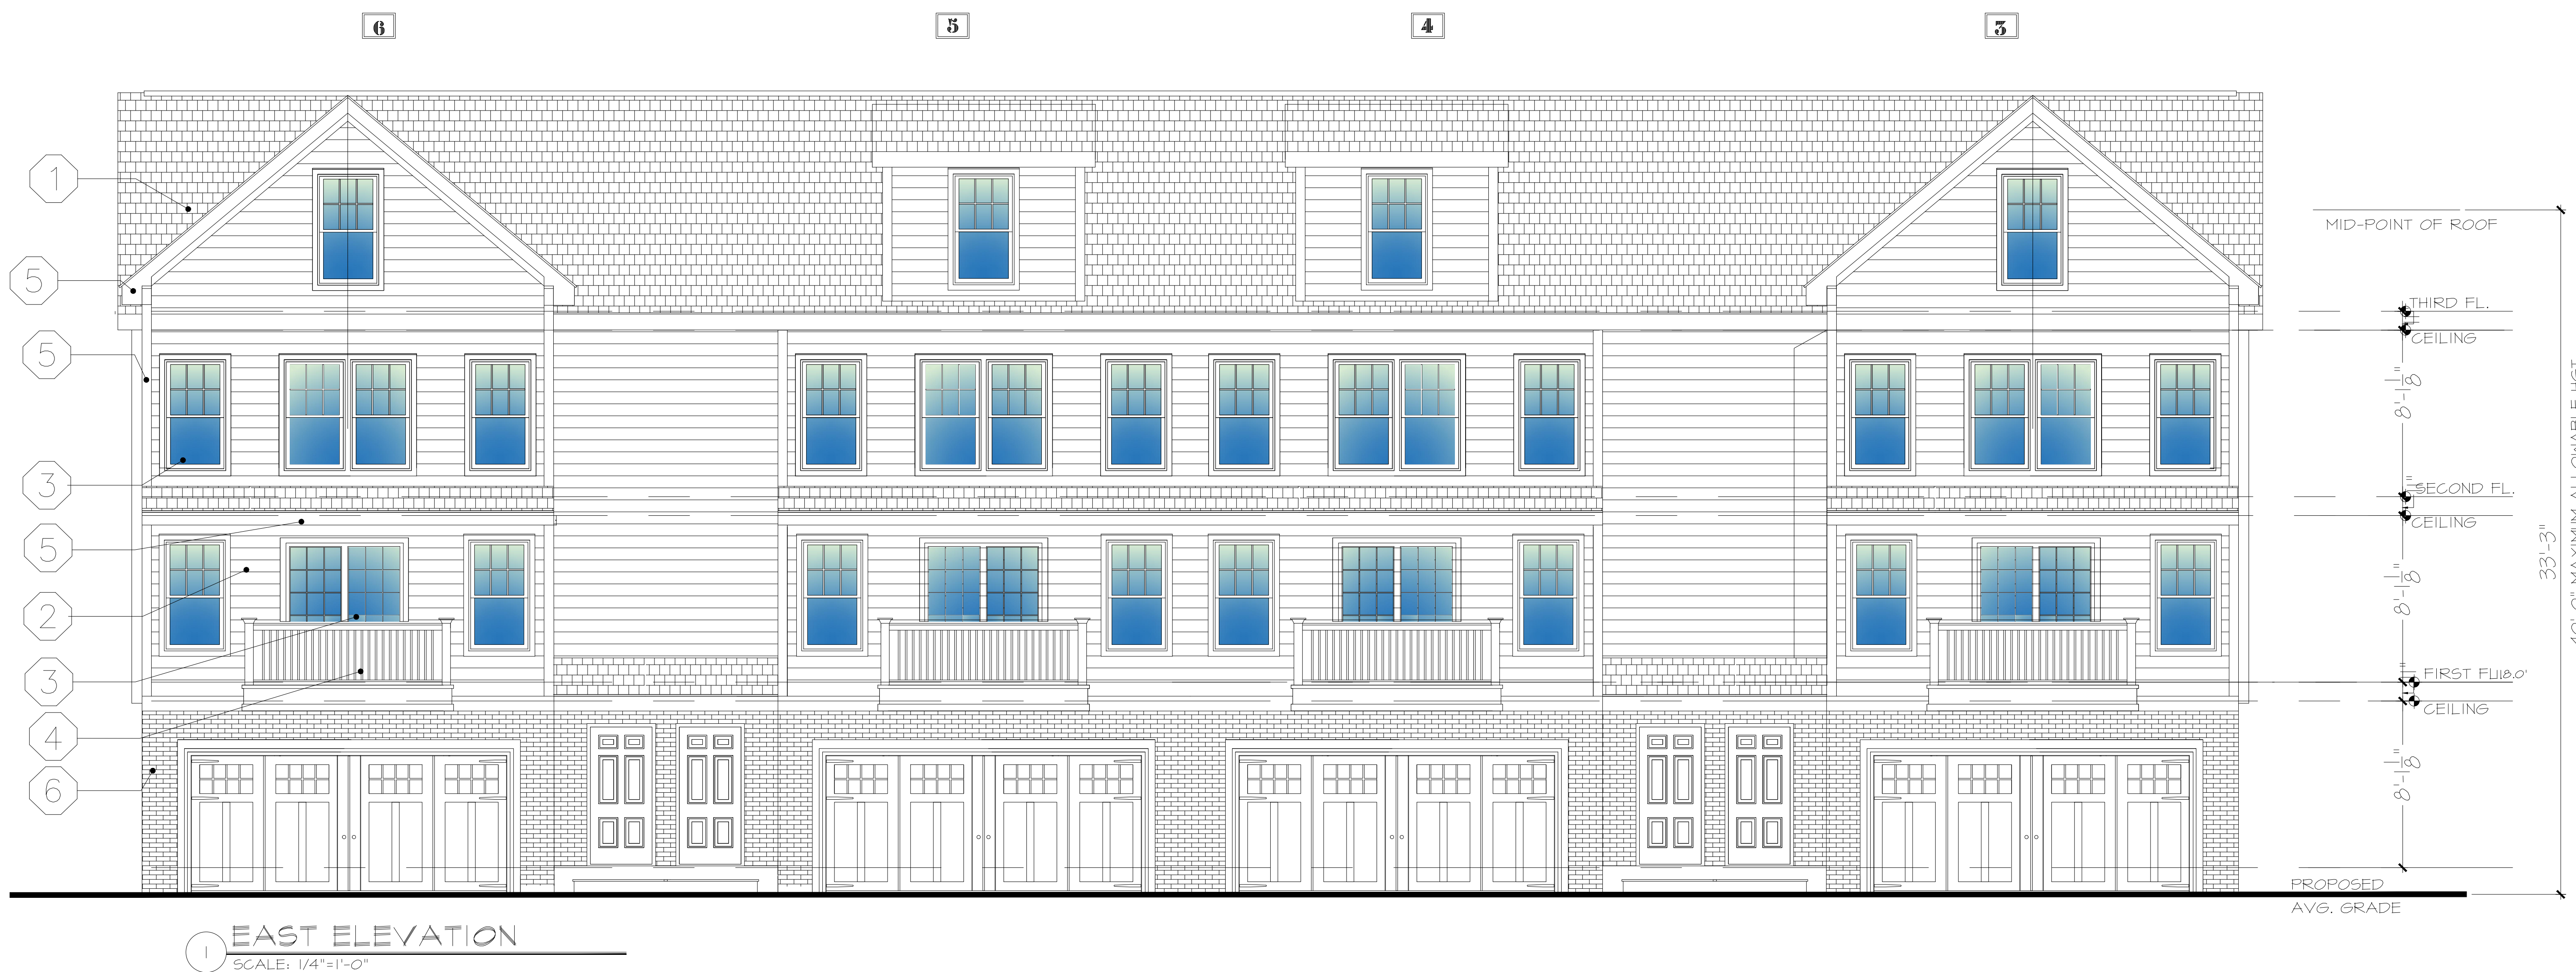 6
5
4
3
1
5
5
3
5
2
3
4
6
MID-POINT OF ROOF
THIRD FL.
CEILING
8'-1 1/8"
SECOND FL.
CEILING
8'-1 1/8"
FIRST FL.
118.0'
CEILING
8'-1 1/8"
33'-3"
PROPOSED
AVG. GRADE
1
EAST ELEVATION
SCALE: 1/4"=1'-0"